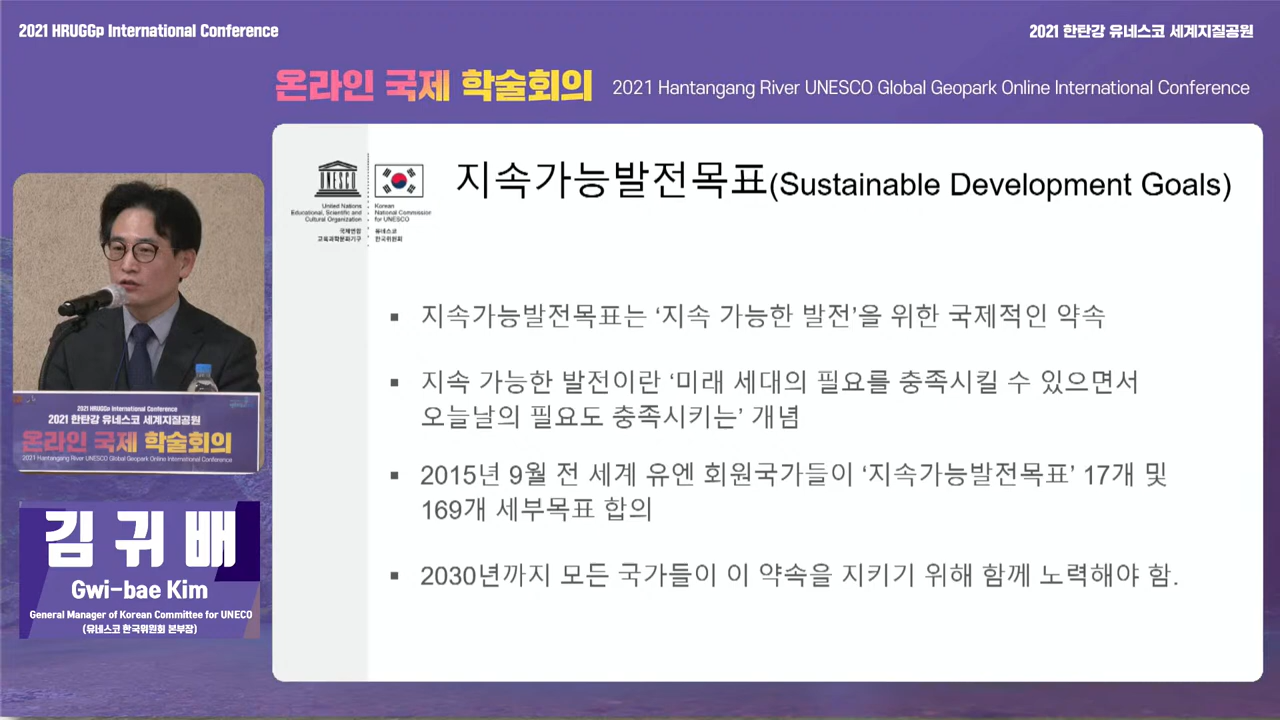 2021 HRUGGp International Conference
2021 한탄강 유네스코 세계지질공원
온라인 국제 학술회의 2021 Hantangang River UNESCO Global Geopark Online International Conference
UNESCO
United Nations
Educational, Scientific and
Cultural Organization
국제연합
교육과학문화기구
Korean
National Commission
for UNESCO
유네스코
한국위원회
지속가능발전목표(Sustainable Development Goals)
▪ 지속가능발전목표는 ‘지속 가능한 발전’을 위한 국제적인 약속
▪ 지속 가능한 발전이란 ‘미래 세대의 필요를 충족시킬 수 있으면서
오늘날의 필요도 충족시키는’ 개념
▪ 2015년 9월 전 세계 유엔 회원국가들이 ‘지속가능발전목표’ 17개 및
169개 세부목표 합의
▪ 2030년까지 모든 국가들이 이 약속을 지키기 위해 함께 노력해야 함.
2021 HRUGGp International Conference
2021 한탄강 유네스코 세계지질공원
온라인 국제 학술회의
2021 Hantangang River UNESCO Global Geopark Online International Conference
김귀배
Gwi-bae Kim
General Manager of Korean Committee for UNECO
(유네스코 한국위원회 본부장)